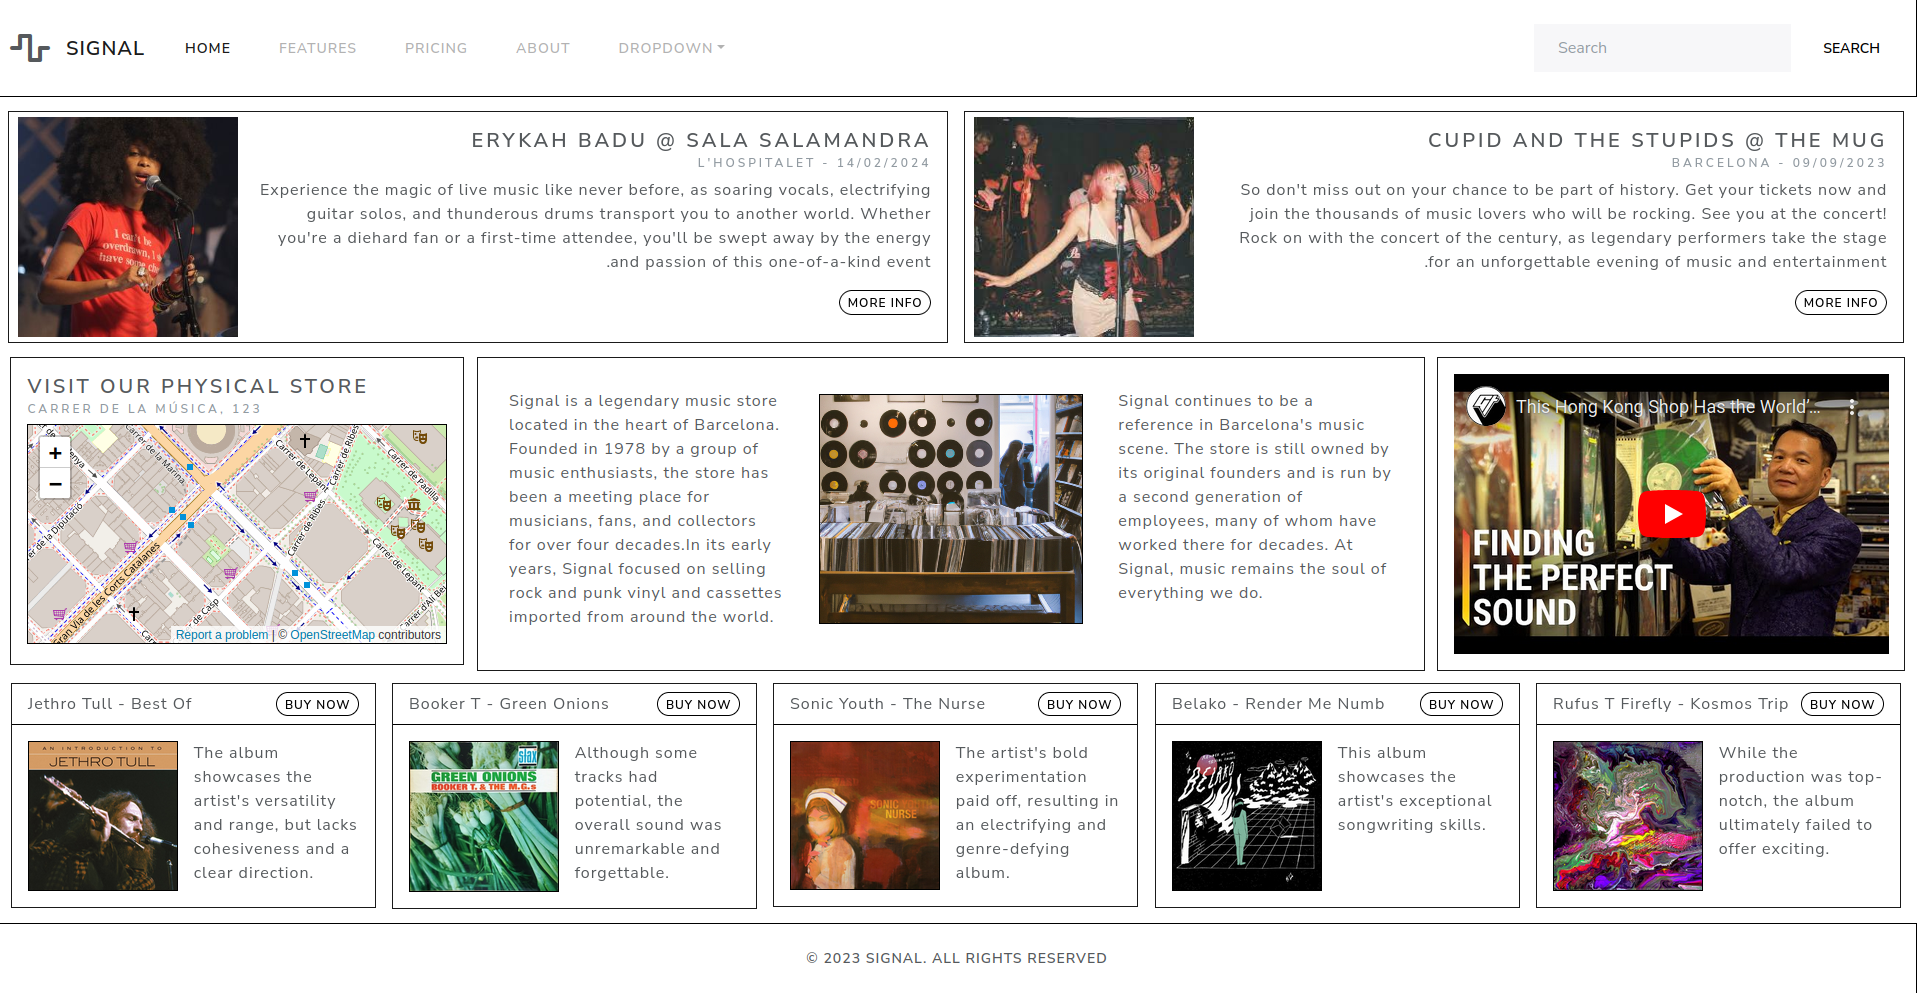 SIGNAL
HOME
FEATURES
PRICING
ABOUT
DROPDOWN
Search
SEARCH
ERYKAH BADU @ SALA SALAMANDRA
L'HOSPITALET - 14/02/2024
Experience the magic of live music like never before, as soaring vocals, electrifying
guitar solos, and thunderous drums transport you to another world. Whether
you're a diehard fan or a first-time attendee, you'll be swept away by the energy
.and passion of this one-of-a-kind event
MORE INFO
I can't be
overdrawn, I
have some
CUPID AND THE STUPIDS @ THE MUG
BARCELONA - 09/09/2023
So don't miss out on your chance to be part of history. Get your tickets now and
join the thousands of music lovers who will be rocking. See you at the concert!
Rock on with the concert of the century, as legendary performers take the stage
.for an unforgettable evening of music and entertainment
MORE INFO
VISIT OUR PHYSICAL STORE
CARRER DE LA MÚSICA, 123
+
−
Carrer de la Marina
Carrer de Lepant
Carrer de Ribes
Carrer de Padilla
Carrer de Ribes
Carrer de Lepant
er de la Diputació
Gran Via de les Corts Catalanes
de Casp
Carrer d'Alí Be
Report a problem | © OpenStreetMap contributors
Signal is a legendary music store
located in the heart of Barcelona.
Founded in 1978 by a group of
music enthusiasts, the store has
been a meeting place for
musicians, fans, and collectors
for over four decades.In its early
years, Signal focused on selling
rock and punk vinyl and cassettes
imported from around the world.
Signal continues to be a
reference in Barcelona's music
scene. The store is still owned by
its original founders and is run by
a second generation of
employees, many of whom have
worked there for decades. At
Signal, music remains the soul of
everything we do.
This Hong Kong Shop Has the World'...
FINDING
THE PERFECT
SOUND
Jethro Tull - Best Of
BUY NOW
AN INTRODUCTION TO
JETHRO TULL
The album
showcases the
artist's versatility
and range, but lacks
cohesiveness and a
clear direction.
Booker T - Green Onions
BUY NOW
stax
GREEN ONIONS
BOOKER T. & THE M.G.s
Although some
tracks had
potential, the
overall sound was
unremarkable and
forgettable.
Sonic Youth - The Nurse
BUY NOW
SONIC YOUTH
NURSE
The artist's bold
experimentation
paid off, resulting in
an electrifying and
genre-defying
album.
Belako - Render Me Numb
BUY NOW
BELAKO
This album
showcases the
artist's exceptional
songwriting skills.
Rufus T Firefly - Kosmos Trip
BUY NOW
While the
production was top-
notch, the album
ultimately failed to
offer exciting.
© 2023 SIGNAL. ALL RIGHTS RESERVED